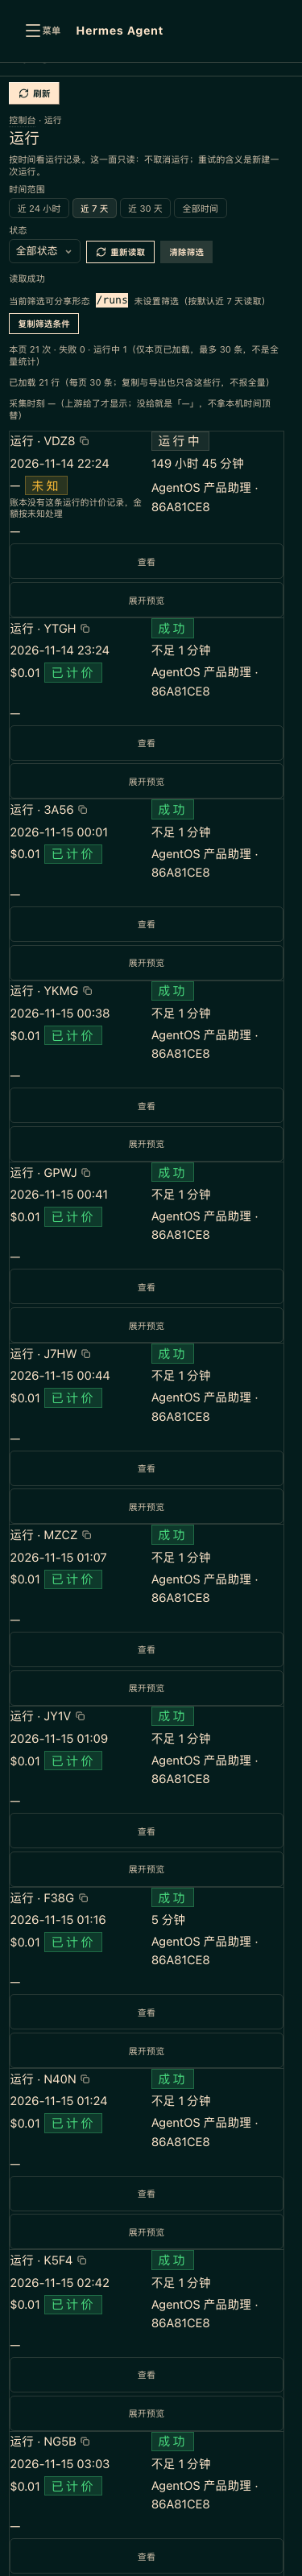 菜单 Hermes Agent
刷新
控制台 · 运行
运行
按时间看运行记录。这一面只读：不取消运行；重试的含义是新建一
次运行。
时间范围
近 24 小时 近 7 天 近 30 天 全部时间
状态
全部状态 重新读取 清除筛选
读取成功
当前筛选可分享形态 /runs 未设置筛选（按默认近 7 天读取）
复制筛选条件
本页 21 次 · 失败 0 · 运行中 1（仅本页已加载，最多 30 条，不是全
量统计）
已加载 21 行（每页 30 条；复制与导出也只含这些行，不报全量）
采集时刻 —（上游给了才显示；没给就是「—」，不拿本机时间顶
替）
运行 · VDZ8 运行中
2026-11-14 22:24 149 小时 45 分钟
— 未知 AgentOS 产品助理 ·
86A81CE8
账本没有这条运行的计价记录，金
额按未知处理
—
查看
展开预览
运行 · YTGH 成功
2026-11-14 23:24 不足 1 分钟
$0.01 已计价 AgentOS 产品助理 ·
86A81CE8
—
查看
展开预览
运行 · 3A56 成功
2026-11-15 00:01 不足 1 分钟
$0.01 已计价 AgentOS 产品助理 ·
86A81CE8
—
查看
展开预览
运行 · YKMG 成功
2026-11-15 00:38 不足 1 分钟
$0.01 已计价 AgentOS 产品助理 ·
86A81CE8
—
查看
展开预览
运行 · GPWJ 成功
2026-11-15 00:41 不足 1 分钟
$0.01 已计价 AgentOS 产品助理 ·
86A81CE8
—
查看
展开预览
运行 · J7HW 成功
2026-11-15 00:44 不足 1 分钟
$0.01 已计价 AgentOS 产品助理 ·
86A81CE8
—
查看
展开预览
运行 · MZCZ 成功
2026-11-15 01:07 不足 1 分钟
$0.01 已计价 AgentOS 产品助理 ·
86A81CE8
—
查看
展开预览
运行 · JY1V 成功
2026-11-15 01:09 不足 1 分钟
$0.01 已计价 AgentOS 产品助理 ·
86A81CE8
—
查看
展开预览
运行 · F38G 成功
2026-11-15 01:16 5 分钟
$0.01 已计价 AgentOS 产品助理 ·
86A81CE8
—
查看
展开预览
运行 · N40N 成功
2026-11-15 01:24 不足 1 分钟
$0.01 已计价 AgentOS 产品助理 ·
86A81CE8
—
查看
展开预览
运行 · K5F4 成功
2026-11-15 02:42 不足 1 分钟
$0.01 已计价 AgentOS 产品助理 ·
86A81CE8
—
查看
展开预览
运行 · NG5B 成功
2026-11-15 03:03 不足 1 分钟
$0.01 已计价 AgentOS 产品助理 ·
86A81CE8
—
查看